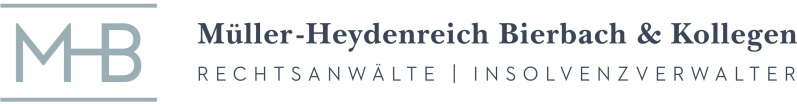 MHB
Müller-Heydenreich Bierbach & Kollegen
RECHTSANWÄLTE | INSOLVENZVERWALTER